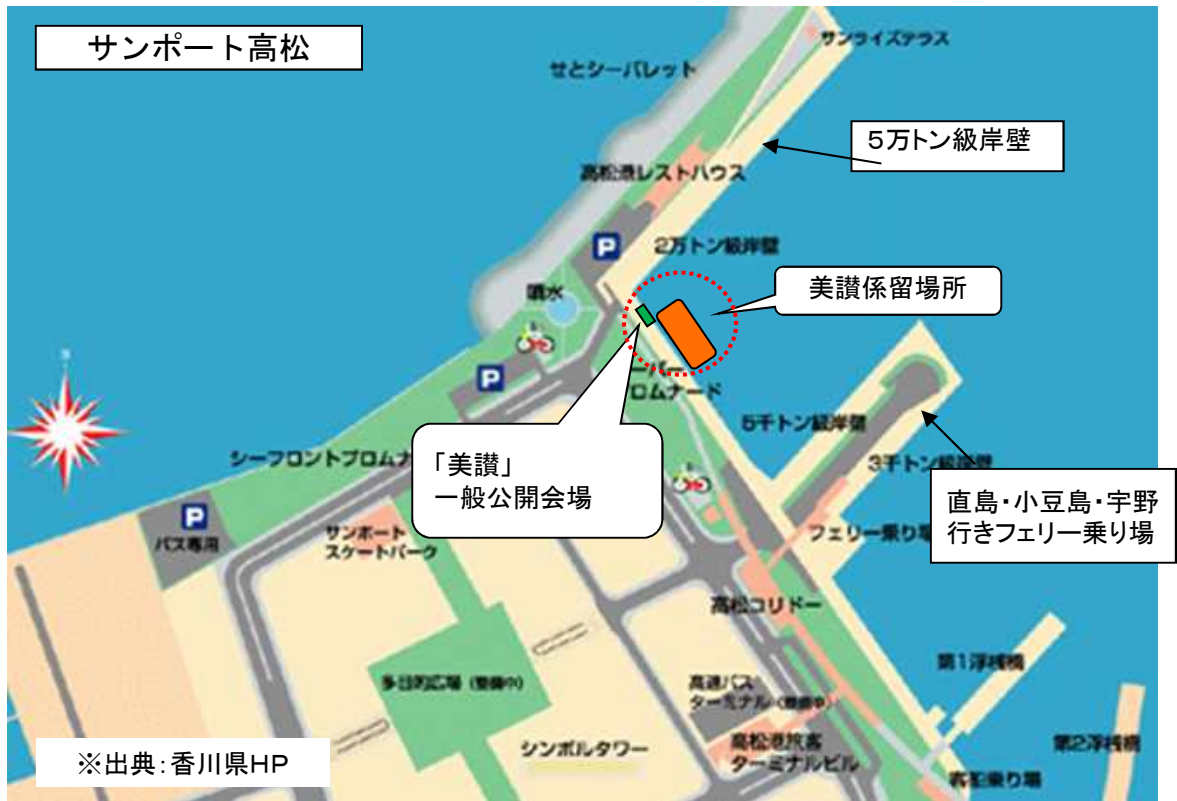 サンポート高松
サンライズテラス
せとシーパレット
5万トン級岸壁
高松港レストハウス
P
2万トン級岸壁
美讃係留場所
噴水
P
ーパー
ロムナード
5千トン級岸壁
「美讃」
一般公開会場
シーフロントプロムナ
3千トン級岸壁
直島・小豆島・宇野
行きフェリー乗り場
P
バス専用
サンポート
スケートパーク
フェリー乗り場
高松コリドー
第1浮桟橋
多目的広場(整備中)
高速バス
ターミナル(整備中)
シンボルタワー
高松港旅客
ターミナルビル
第2浮桟橋
客船乗り場
※出典:香川県HP